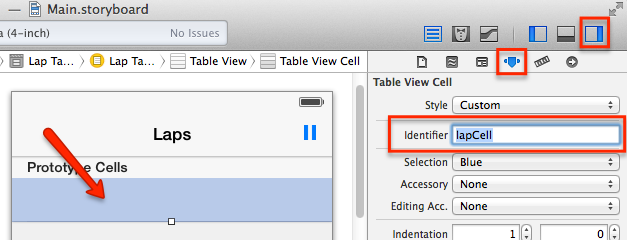 Main.storyboard
a (4-inch)
No Issues
Lap Ta... Lap Ta... Table View Table View Cell
Table View Cell
Style Custom
Laps
Identifier lapCell
Prototype Cells
Selection Blue
Accessory None
Editing Acc. None
Indentation 1 0